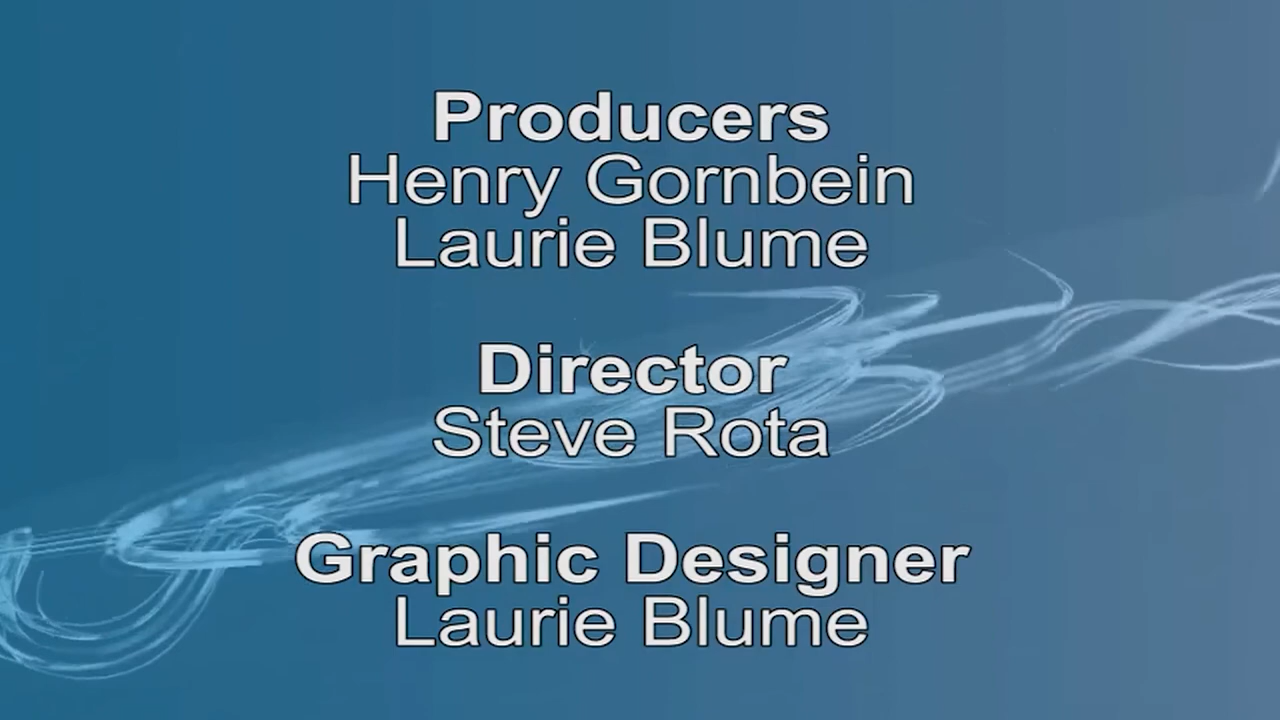 Producers
Henry Gornbein
Laurie Blume
Director
Steve Rota
Graphic Designer
Laurie Blume